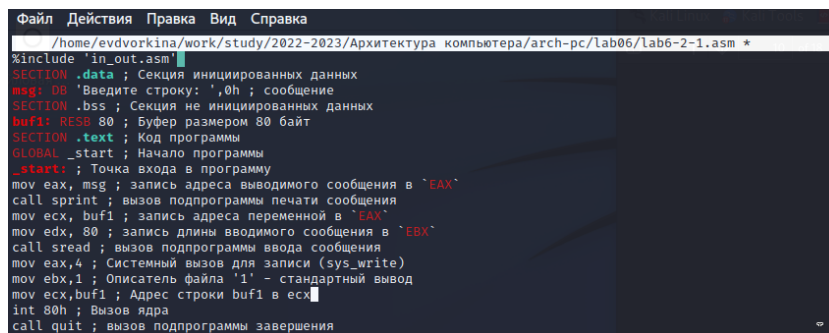 Файл Действия Правка Вид Справка
/home/evdvorkina/work/study/2022-2023/Архитектура компьютера/arch-pc/lab06/lab6-2-1.asm *
%include 'in_out.asm'
SECTION .data ; Секция инициированных данных
msg: DB 'Введите строку: ',0h ; сообщение
SECTION .bss ; Секция не инициированных данных
buf1: RESB 80 ; Буфер размером 80 байт
SECTION .text ; Код программы
GLOBAL _start ; Начало программы
_start: ; Точка входа в программу
mov eax, msg ; запись адреса выводимого сообщения в `EAX`
call sprint ; вызов подпрограммы печати сообщения
mov ecx, buf1 ; запись адреса переменной в `EAX`
mov edx, 80 ; запись длины вводимого сообщения в `EBX`
call sread ; вызов подпрограммы ввода сообщения
mov eax,4 ; Системный вызов для записи (sys_write)
mov ebx,1 ; Описатель файла '1' - стандартный вывод
mov ecx,buf1 ; Адрес строки buf1 в ecx
int 80h ; Вызов ядра
call quit ; вызов подпрограммы завершения